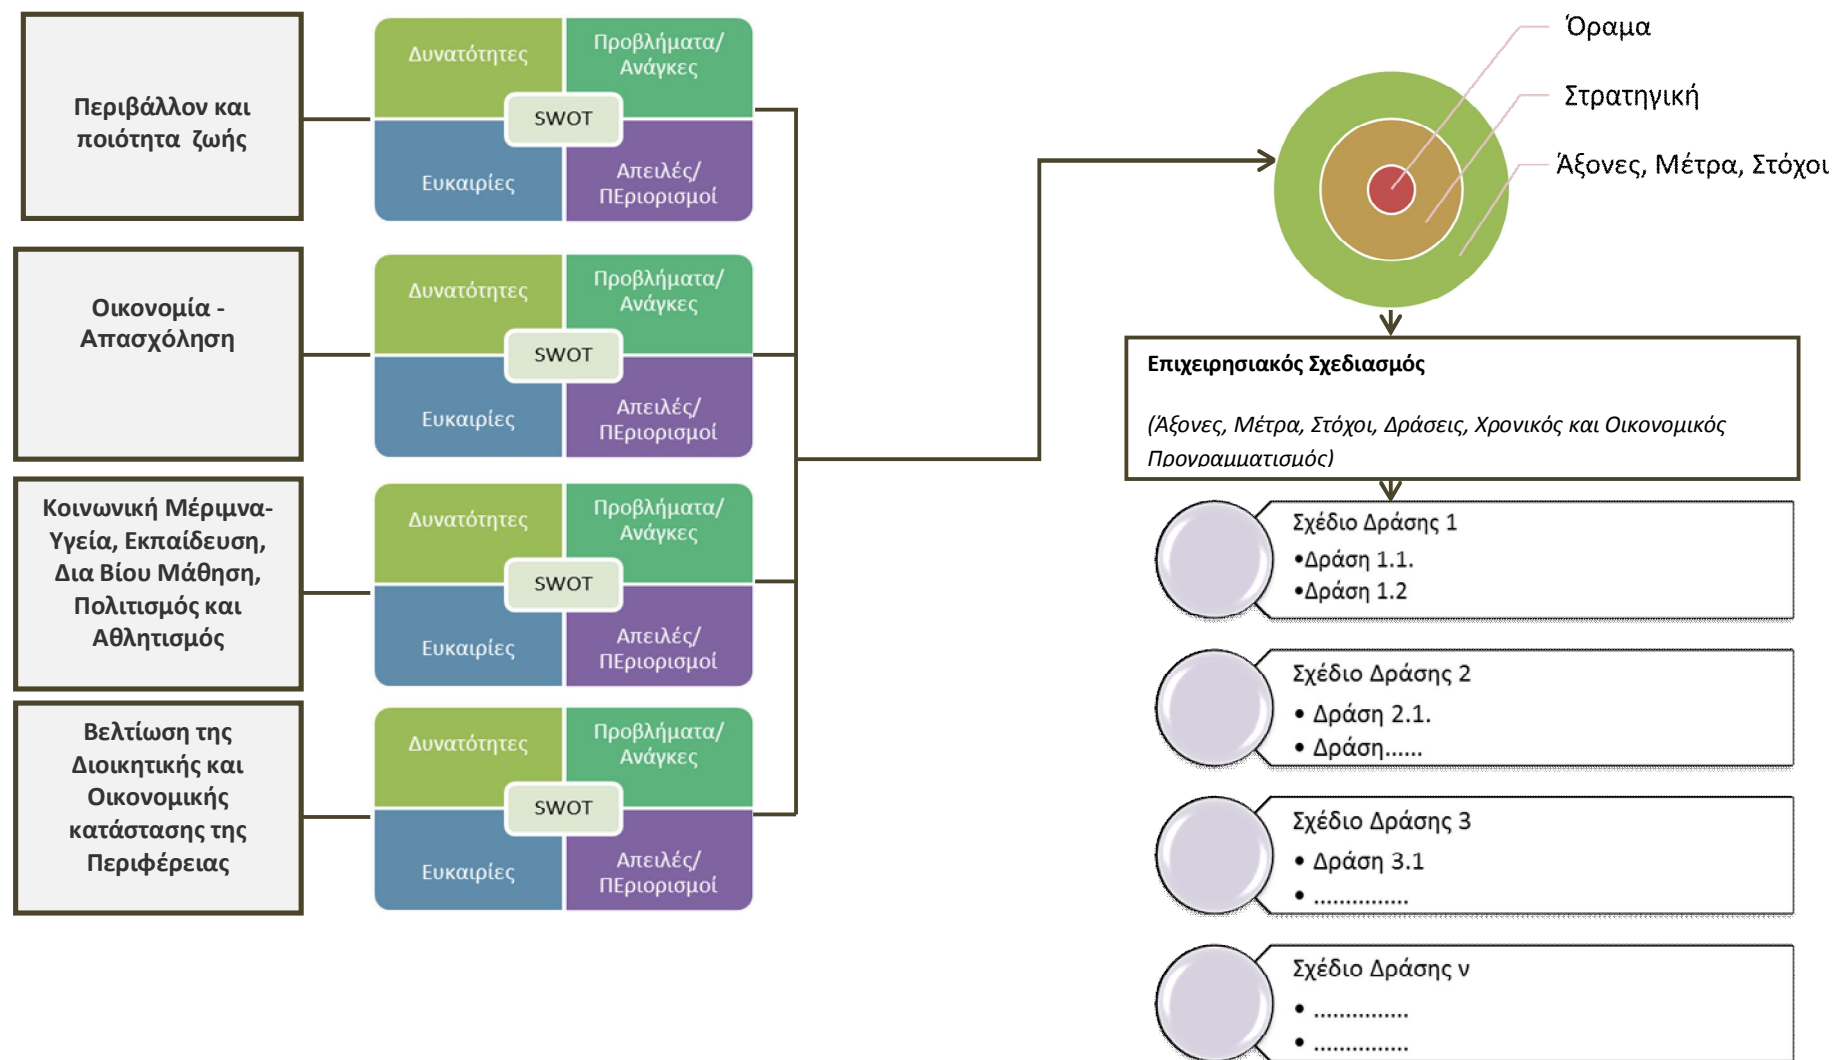 Περιβάλλον και
ποιότητα ζωής
Δυνατότητες
Προβλήματα/
Ανάγκες
SWOT
Ευκαιρίες
Απειλές/
ΠΕριορισμοί
Οικονομία -
Απασχόληση
Δυνατότητες
Προβλήματα/
Ανάγκες
SWOT
Ευκαιρίες
Απειλές/
ΠΕριορισμοί
Κοινωνική Μέριμνα-
Υγεία, Εκπαίδευση,
Δια Βίου Μάθηση,
Πολιτισμός και
Αθλητισμός
Δυνατότητες
Προβλήματα/
Ανάγκες
SWOT
Ευκαιρίες
Απειλές/
ΠΕριορισμοί
Βελτίωση της
Διοικητικής και
Οικονομικής
κατάστασης της
Περιφέρειας
Δυνατότητες
Προβλήματα/
Ανάγκες
SWOT
Ευκαιρίες
Απειλές/
ΠΕριορισμοί
Όραμα
Στρατηγική
Άξονες, Μέτρα, Στόχοι
Επιχειρησιακός Σχεδιασμός
(Άξονες, Μέτρα, Στόχοι, Δράσεις, Χρονικός και Οικονομικός
Προγραμματισμός)
Σχέδιο Δράσης 1
•Δράση 1.1.
•Δράση 1.2
Σχέδιο Δράσης 2
• Δράση 2.1.
• Δράση......
Σχέδιο Δράσης 3
• Δράση 3.1
• ...............
Σχέδιο Δράσης ν
• ...............
• ...............